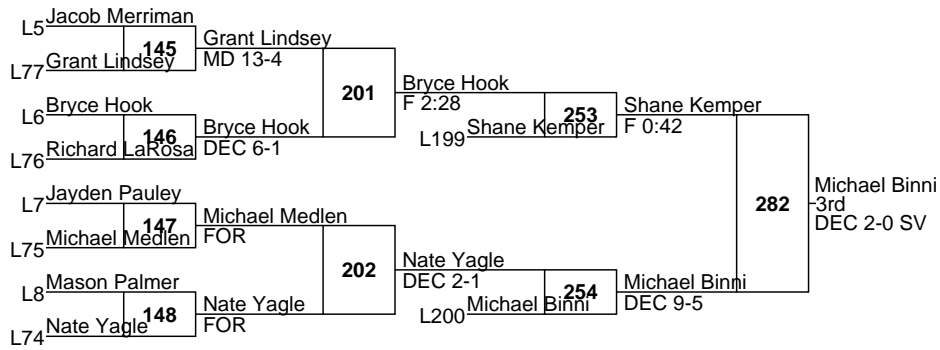 L5 Jacob Merriman
145
L77 Grant Lindsey
Grant Lindsey
MD 13-4
201
L6 Bryce Hook
146
L76 Richard LaRosa
Bryce Hook
DEC 6-1
Bryce Hook
F 2:28
253
L199 Shane Kemper
Shane Kemper
F 0:42
L7 Jayden Pauley
147
L75 Michael Medlen
Michael Medlen
FOR
202
L8 Mason Palmer
148
L74 Nate Yagle
Nate Yagle
FOR
Nate Yagle
DEC 2-1
254
L200 Michael Binni
Michael Binni
DEC 9-5
282
Michael Binni
3rd
DEC 2-0 SV